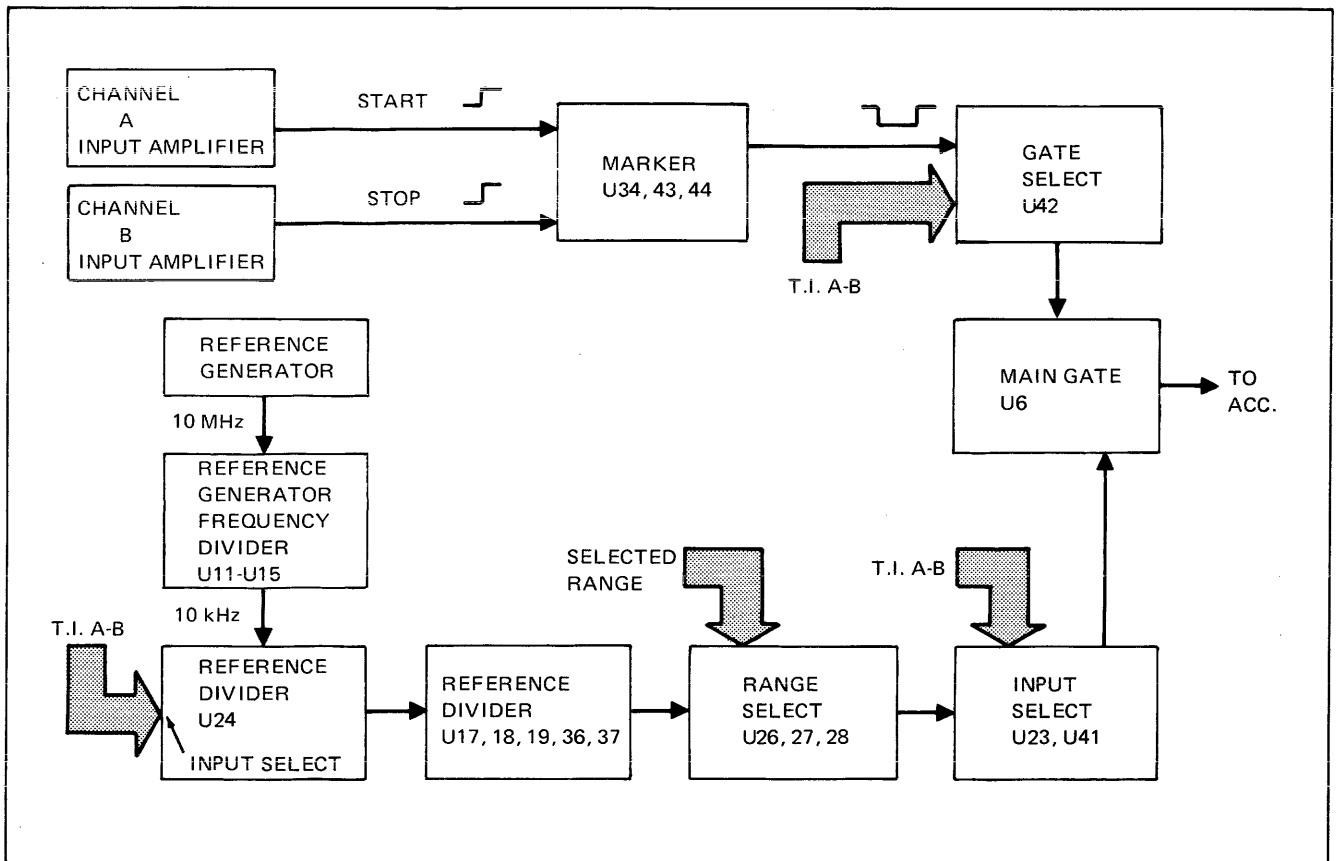 CHANNEL
A
INPUT AMPLIFIER
START
MARKER
U34, 43, 44
GATE
SELECT
U42
CHANNEL
B
INPUT AMPLIFIER
STOP
T.I. A-B
REFERENCE
GENERATOR
MAIN GATE
U6
TO
ACC.
10 MHz
REFERENCE
GENERATOR
FREQUENCY
DIVIDER
U11-U15
SELECTED
RANGE
T.I. A-B
10 kHz
T.I. A-B
REFERENCE
DIVIDER
U24
INPUT SELECT
REFERENCE
DIVIDER
U17, 18, 19, 36, 37
RANGE
SELECT
U26, 27, 28
INPUT
SELECT
U23, U41